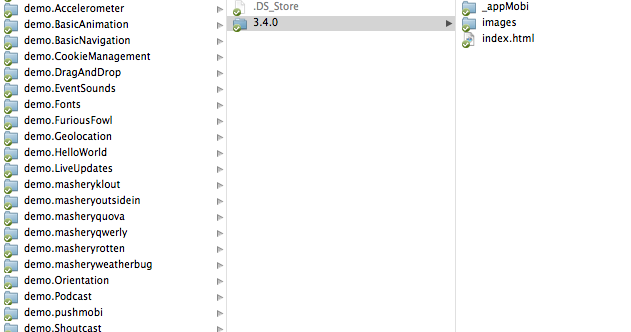 demo.Accelerometer
demo.BasicAnimation
demo.BasicNavigation
demo.CookieManagement
demo.DragAndDrop
demo.EventSounds
demo.Fonts
demo.FuriousFowl
demo.Geolocation
demo.HelloWorld
demo.LiveUpdates
demo.masheryklout
demo.masheryoutsidein
demo.masheryquova
demo.masheryqwerly
demo.masheryrotten
demo.masheryweatherbug
demo.Orientation
demo.Podcast
demo.pushmobi
demo.Shoutcast
.DS_Store
3.4.0
_appMobi
images
index.html